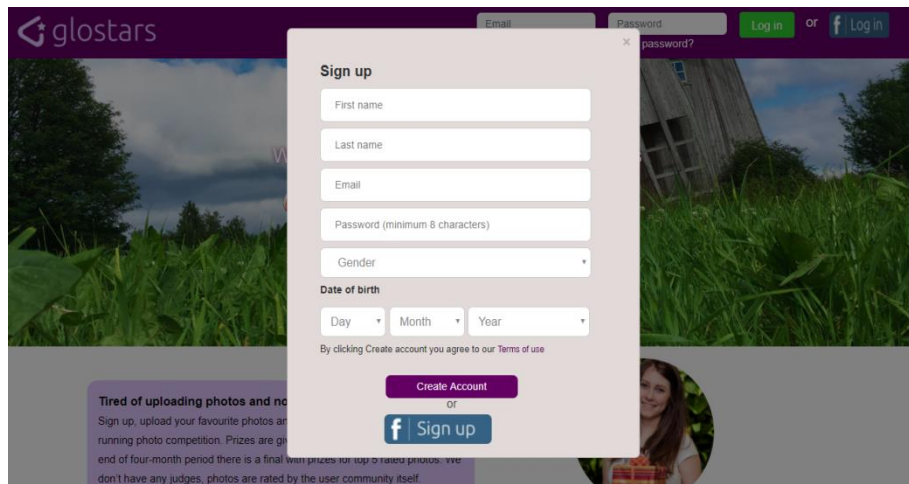 glostars
Email
Password
Log in
or
f Log in
password?
×
Sign up
First name
Last name
Email
Password (minimum 8 characters)
Gender
Date of birth
Day
Month
Year
By clicking Create account you agree to our Terms of use
Create Account
or
f Sign up
Tired of uploading photos and
Sign up, upload your favourite photos
running photo competition. Prizes are
end of four-month period there is a final with prizes for top 5 rated photos. We
don't have any judges, photos are rated by the user community itself.